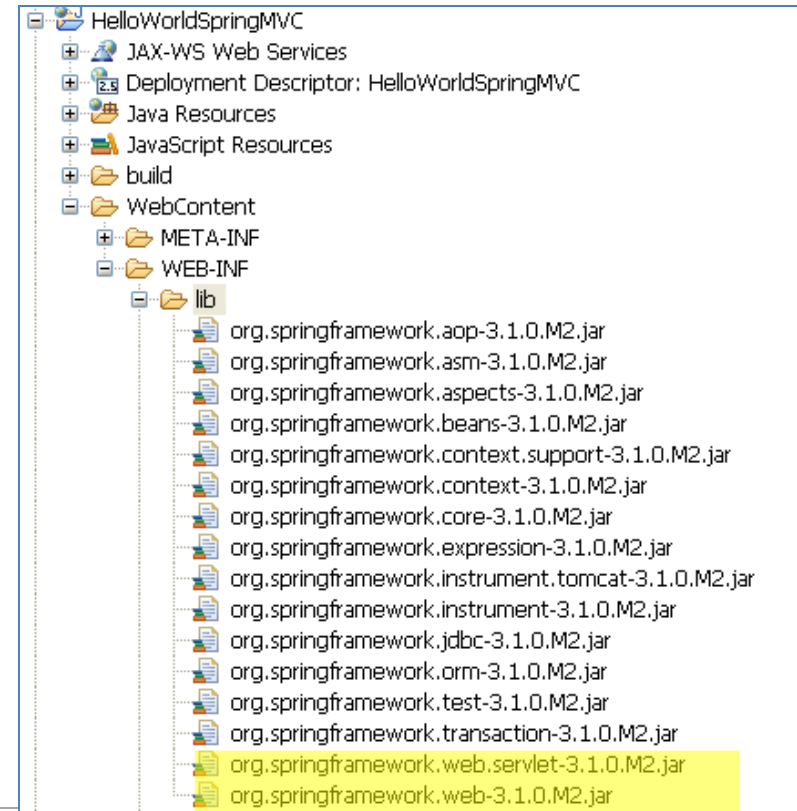 HelloWorldSpringMVC
JAX-WS Web Services
2.5 Deployment Descriptor: HelloWorldSpringMVC
Java Resources
JavaScript Resources
build
WebContent
META-INF
WEB-INF
lib
org.springframework.aop-3.1.0.M2.jar
org.springframework.asm-3.1.0.M2.jar
org.springframework.aspects-3.1.0.M2.jar
org.springframework.beans-3.1.0.M2.jar
org.springframework.context.support-3.1.0.M2.jar
org.springframework.context-3.1.0.M2.jar
org.springframework.core-3.1.0.M2.jar
org.springframework.expression-3.1.0.M2.jar
org.springframework.instrument.tomcat-3.1.0.M2.jar
org.springframework.instrument-3.1.0.M2.jar
org.springframework.jdbc-3.1.0.M2.jar
org.springframework.orm-3.1.0.M2.jar
org.springframework.test-3.1.0.M2.jar
org.springframework.transaction-3.1.0.M2.jar
org.springframework.web.servlet-3.1.0.M2.jar
org.springframework.web-3.1.0.M2.jar